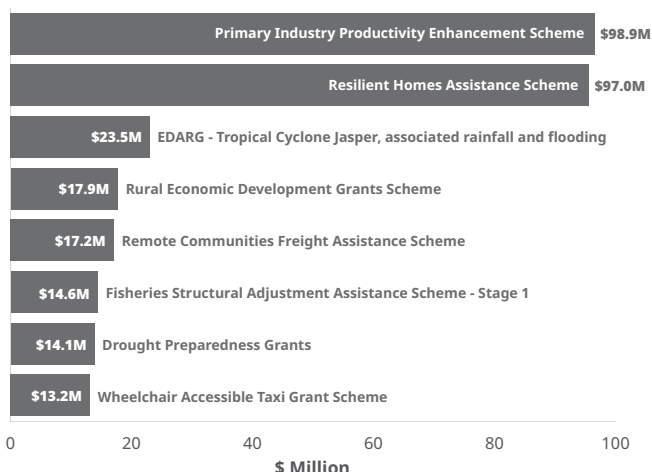 Primary Industry Productivity Enhancement Scheme $98.9M
Resilient Homes Assistance Scheme $97.0M
$23.5M EDARG - Tropical Cyclone Jasper, associated rainfall and flooding
$17.9M Rural Economic Development Grants Scheme
$17.2M Remote Communities Freight Assistance Scheme
$14.6M Fisheries Structural Adjustment Assistance Scheme - Stage 1
$14.1M Drought Preparedness Grants
$13.2M Wheelchair Accessible Taxi Grant Scheme
0 20 40 60 80 100
$ Million